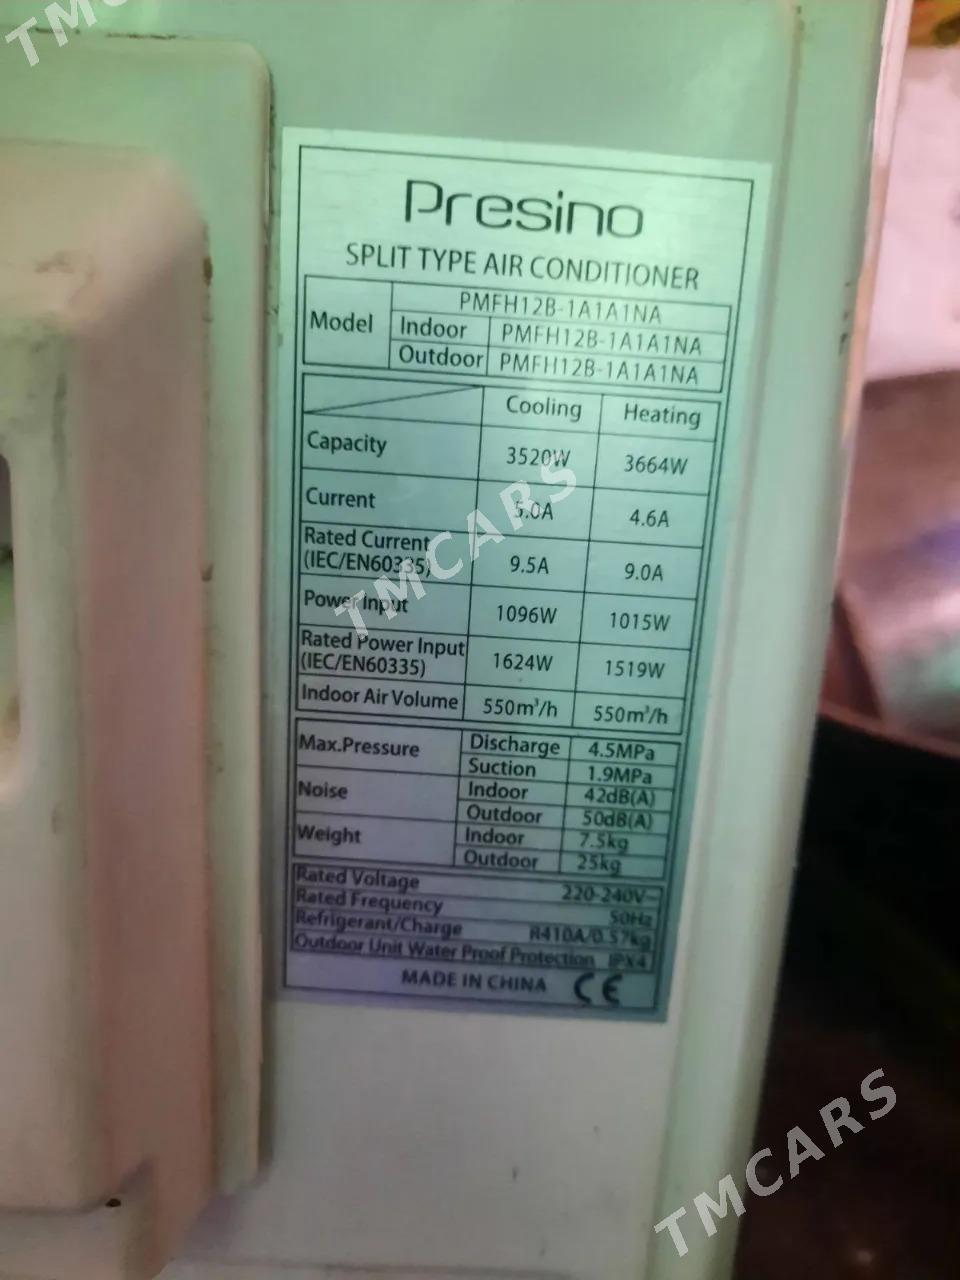 TMCARS
Presino
SPLIT TYPE AIR CONDITIONER
Model PMFH12B-1A1A1NA
Indoor PMFH12B-1A1A1NA
Outdoor PMFH12B-1A1A1NA
Cooling Heating
Capacity 3520W 3664W
Current 5.0A 4.6A
Rated Current
(IEC/EN60335) 9.5A 9.0A
Power Input 1096W 1015W
Rated Power Input
(IEC/EN60335) 1624W 1519W
Indoor Air Volume 550m³/h 550m³/h
Max.Pressure Discharge 4.5MPa
Suction 1.9MPa
Noise Indoor 42dB(A)
Outdoor 50dB(A)
Weight Indoor 7.5kg
Outdoor 25kg
Rated Voltage 220-240V~
Rated Frequency 50Hz
Refrigerant/Charge R410A/0.57kg
Outdoor Unit Water Proof Protection IPX4
MADE IN CHINA CE
TMCARS
TMCARS